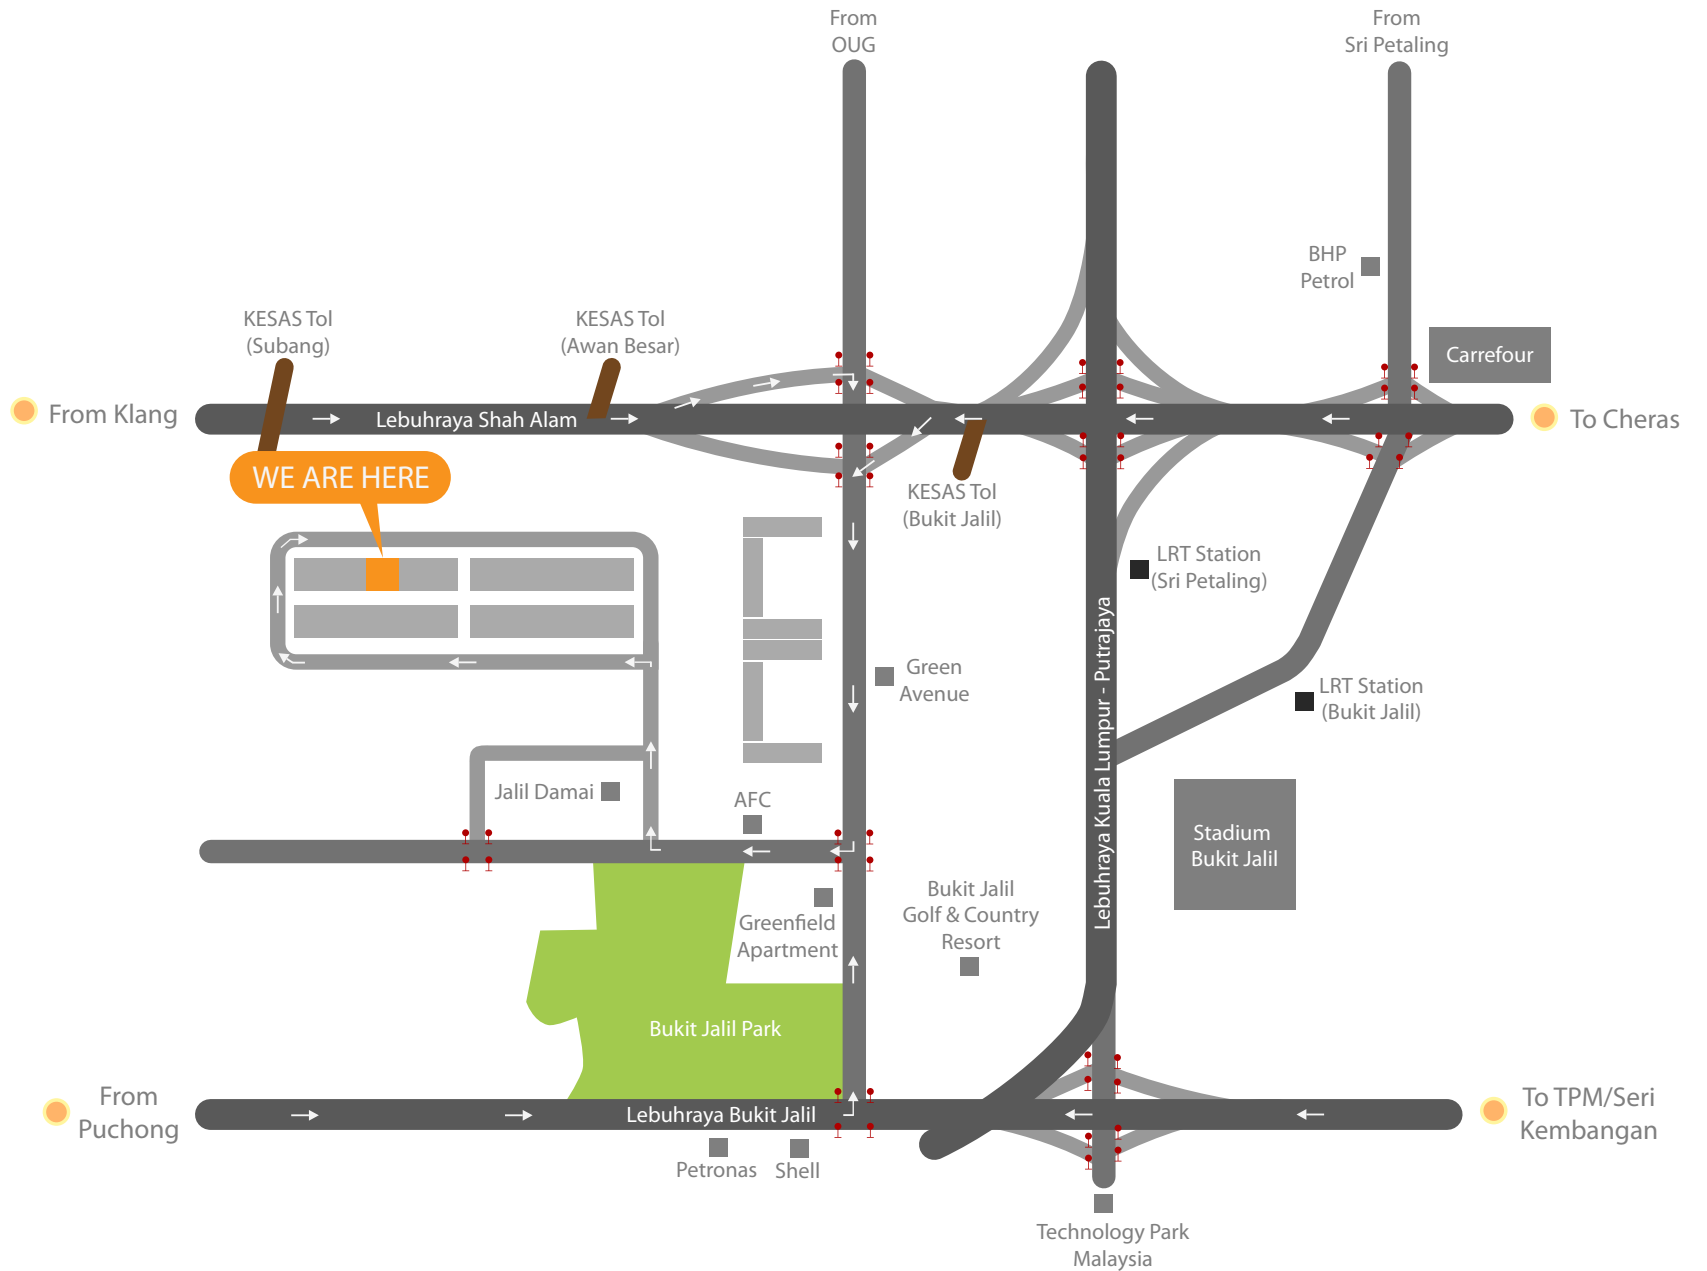 From
OUG
From
Sri Petaling
BHP
Petrol
KESAS Tol
(Subang)
KESAS Tol
(Awan Besar)
Carrefour
From Klang
Lebuhraya Shah Alam
To Cheras
WE ARE HERE
KESAS Tol
(Bukit Jalil)
LRT Station
(Sri Petaling)
Green
Avenue
LRT Station
(Bukit Jalil)
Lebuhraya Kuala Lumpur - Putrajaya
Jalil Damai
AFC
Stadium
Bukit Jalil
Bukit Jalil
Golf & Country
Resort
Greenfield
Apartment
Bukit Jalil Park
From
Puchong
Lebuhraya Bukit Jalil
To TPM/Seri
Kembangan
Petronas
Shell
Technology Park
Malaysia